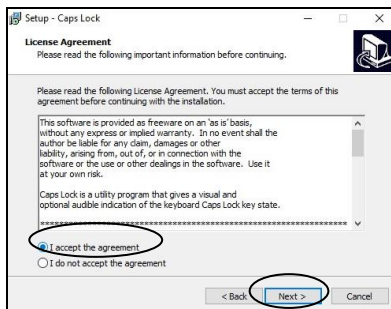 Setup - Caps Lock
License Agreement
Please read the following important information before continuing.
Please read the following License Agreement. You must accept the terms of this
agreement before continuing with the installation.
This software is provided as freeware on an 'as is' basis,
without any express or implied warranty. In no event shall the
author be liable for any claim, damages or other
liability, arising from, out of, or in connection with the
software or the use or other dealings in the software. Use it
at your own risk.
Caps Lock is a utility program that gives a visual and
optional audible indication of the keyboard Caps Lock key state.
I accept the agreement
I do not accept the agreement
< Back Next > Cancel